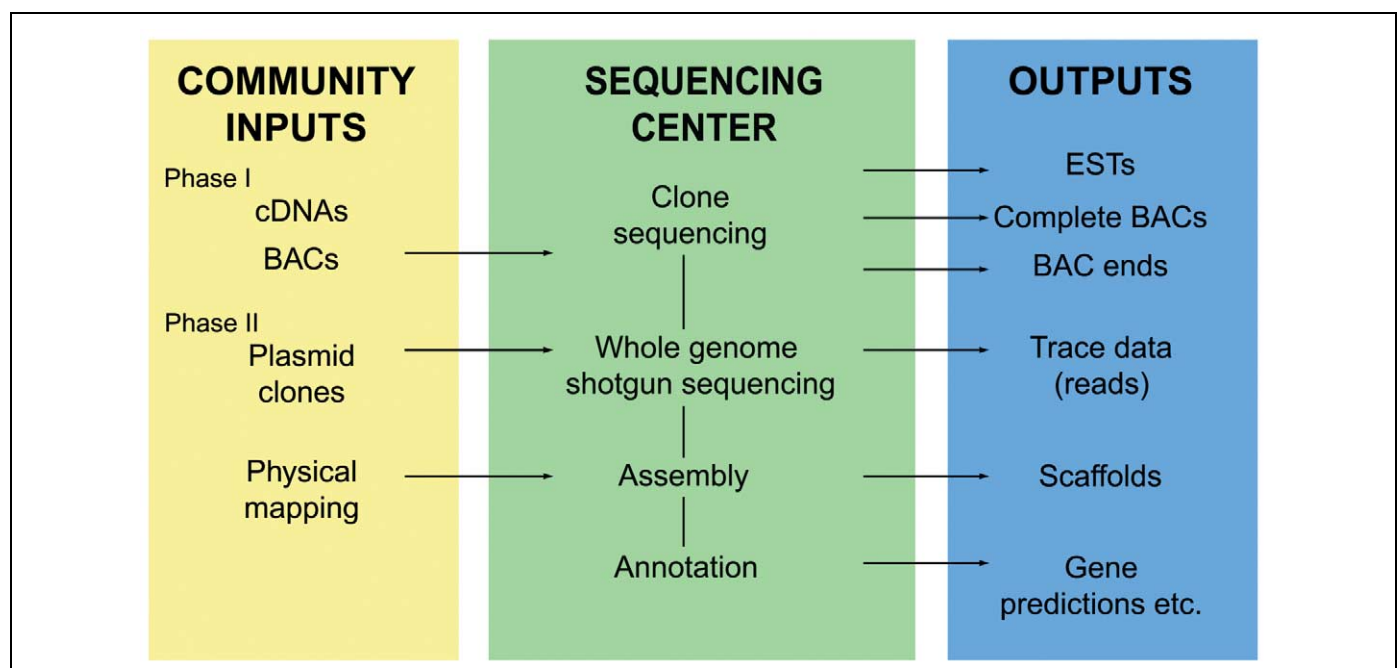 COMMUNITY
INPUTS
Phase I
cDNAs
BACs
Phase II
Plasmid
clones
Physical
mapping
SEQUENCING
CENTER
Clone
sequencing
Whole genome
shotgun sequencing
Assembly
Annotation
OUTPUTS
ESTs
Complete BACs
BAC ends
Trace data
(reads)
Scaffolds
Gene
predictions etc.